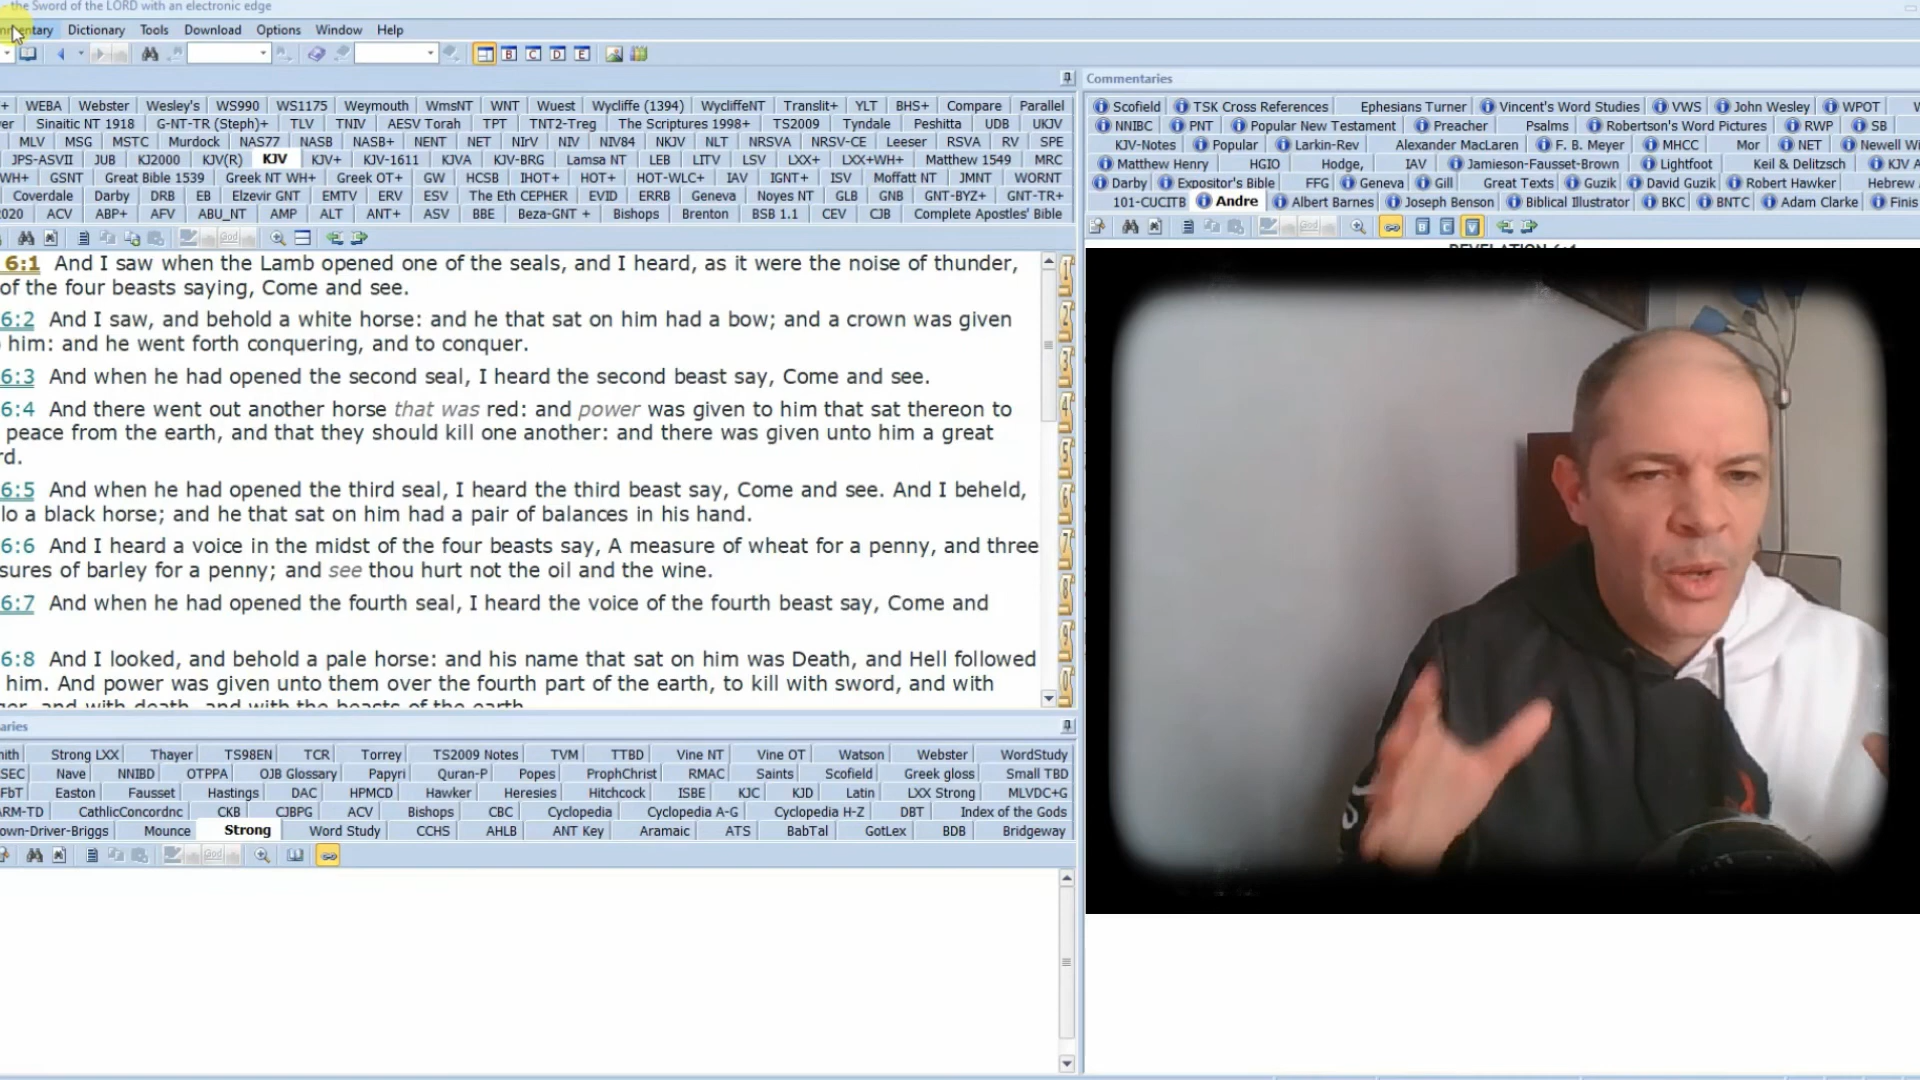 - the Sword of the LORD with an electronic edge
mentary Dictionary Tools Download Options Window Help
B C D E
+ WEBA Webster Wesley's WS990 WS1175 Weymouth WmsNT WNT Wuest Wycliffe (1394) WycliffeNT Translit+ YLT BHS+ Compare Parallel
er Sinaitic NT 1918 G-NT-TR (Steph)+ TLV TNIV AESV Torah TPT TNT2-Treg The Scriptures 1998+ TS2009 Tyndale Peshitta UDB UKJV
MLV MSG MSTC Murdock NAS77 NASB NASB+ NENT NET NIrV NIV NIV84 NKJV NLT NRSVA NRSV-CE Leeser RSVA RV SPE
JPS-ASVII JUB KJ2000 KJV(R) KJV KJV+ KJV-1611 KJVA KJV-BRG Lamsa NT LEB LITV LSV LXX+ LXX+WH+ Matthew 1549 MRC
WH+ GSNT Great Bible 1539 Greek NT WH+ Greek OT+ GW HCSB IHOT+ HOT+ HOT-WLC+ IAV IGNT+ ISV Moffatt NT JMNT WORNT
Coverdale Darby DRB EB Elzevir GNT EMTV ERV ESV The Eth CEPHER EVID ERRB Geneva Noyes NT GLB GNB GNT-BYZ+ GNT-TR+
2020 ACV ABP+ AFV ABU_NT AMP ALT ANT+ ASV BBE Beza-GNT + Bishops Brenton BSB 1.1 CEV CJB Complete Apostles' Bible
6:1 And I saw when the Lamb opened one of the seals, and I heard, as it were the noise of thunder,
of the four beasts saying, Come and see.
6:2 And I saw, and behold a white horse: and he that sat on him had a bow; and a crown was given
him: and he went forth conquering, and to conquer.
6:3 And when he had opened the second seal, I heard the second beast say, Come and see.
6:4 And there went out another horse that was red: and power was given to him that sat thereon to
peace from the earth, and that they should kill one another: and there was given unto him a great
rd.
6:5 And when he had opened the third seal, I heard the third beast say, Come and see. And I beheld,
lo a black horse; and he that sat on him had a pair of balances in his hand.
6:6 And I heard a voice in the midst of the four beasts say, A measure of wheat for a penny, and three
sures of barley for a penny; and see thou hurt not the oil and the wine.
6:7 And when he had opened the fourth seal, I heard the voice of the fourth beast say, Come and
6:8 And I looked, and behold a pale horse: and his name that sat on him was Death, and Hell followed
him. And power was given unto them over the fourth part of the earth, to kill with sword, and with
ger, and with death, and with the beasts of the earth.
aries
mith Strong LXX Thayer TS98EN TCR Torrey TS2009 Notes TVM TTBD Vine NT Vine OT Watson Webster WordStudy
SEC Nave NNIBD OTPPA OJB Glossary Papyri Quran-P Popes ProphChrist RMAC Saints Scofield Greek gloss Small TBD
FbT Easton Fausset Hastings DAC HPMCD Hawker Heresies Hitchcock ISBE KJC KJD Latin LXX Strong MLVDC+G
ARM-TD CathlicConcordnc CKB CJBPG ACV Bishops CBC Cyclopedia Cyclopedia A-G Cyclopedia H-Z DBT Index of the Gods
own-Driver-Briggs Mounce Strong Word Study CCHS AHLB ANT Key Aramaic ATS BabTal GotLex BDB Bridgeway
Commentaries
Scofield TSK Cross References Ephesians Turner Vincent's Word Studies VWS John Wesley WPOT
NNIBC PNT Popular New Testament Preacher Psalms Robertson's Word Pictures RWP SB
KJV-Notes Popular Larkin-Rev Alexander MacLaren F. B. Meyer MHCC Mor NET Newell Wi
Matthew Henry HGIO Hodge, IAV Jamieson-Fausset-Brown Lightfoot Keil & Delitzsch KJV A
Darby Expositor's Bible FFG Geneva Gill Great Texts Guzik David Guzik Robert Hawker Hebrew
101-CUCITB Andre Albert Barnes Joseph Benson Biblical Illustrator BKC BNTC Adam Clarke Finis
B C V
REVELATION 6:1